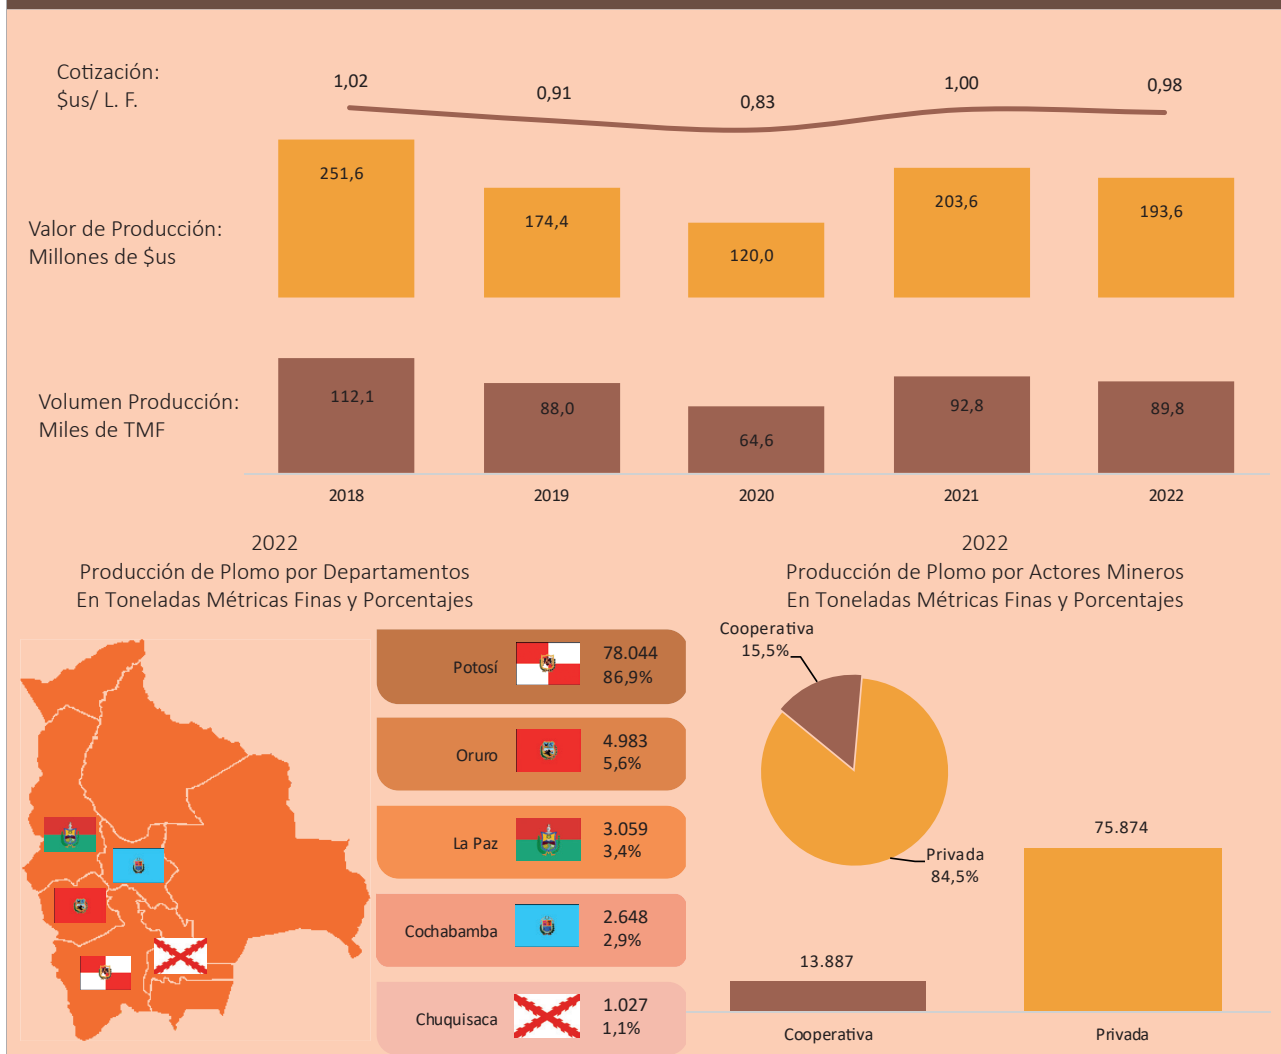 Cotización:
$us/ L. F.
1,02
0,91
0,83
1,00
0,98
Valor de Producción:
Millones de $us
251,6
174,4
120,0
203,6
193,6
Volumen Producción:
Miles de TMF
112,1
88,0
64,6
92,8
89,8
2018
2019
2020
2021
2022
2022
Producción de Plomo por Departamentos
En Toneladas Métricas Finas y Porcentajes
Potosí
78.044
86,9%
Oruro
4.983
5,6%
La Paz
3.059
3,4%
Cochabamba
2.648
2,9%
Chuquisaca
1.027
1,1%
2022
Producción de Plomo por Actores Mineros
En Toneladas Métricas Finas y Porcentajes
Cooperativa
15,5%
Privada
84,5%
13.887
75.874
Cooperativa
Privada